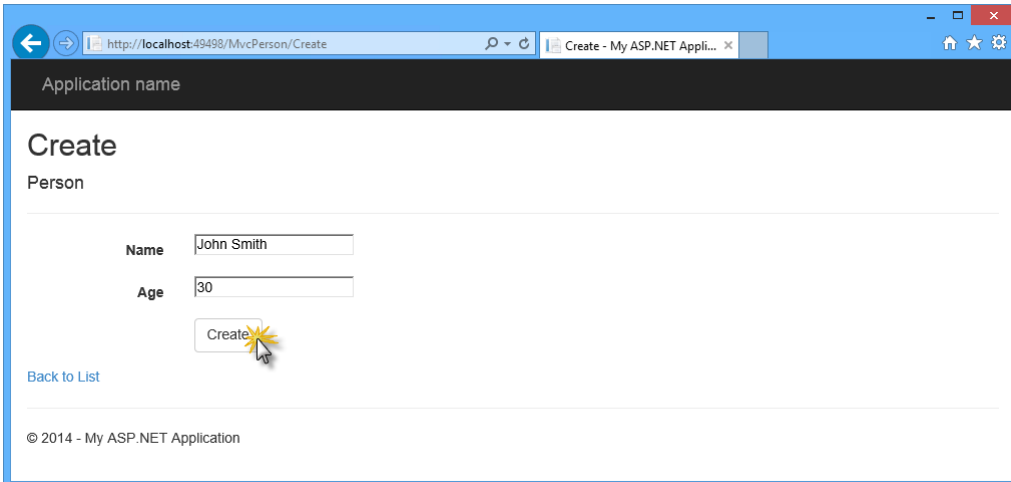 http://localhost:49498/MvcPerson/Create
Create - My ASP.NET Appli...
Application name
Create
Person
Name John Smith
Age 30
Create
Back to List
© 2014 - My ASP.NET Application